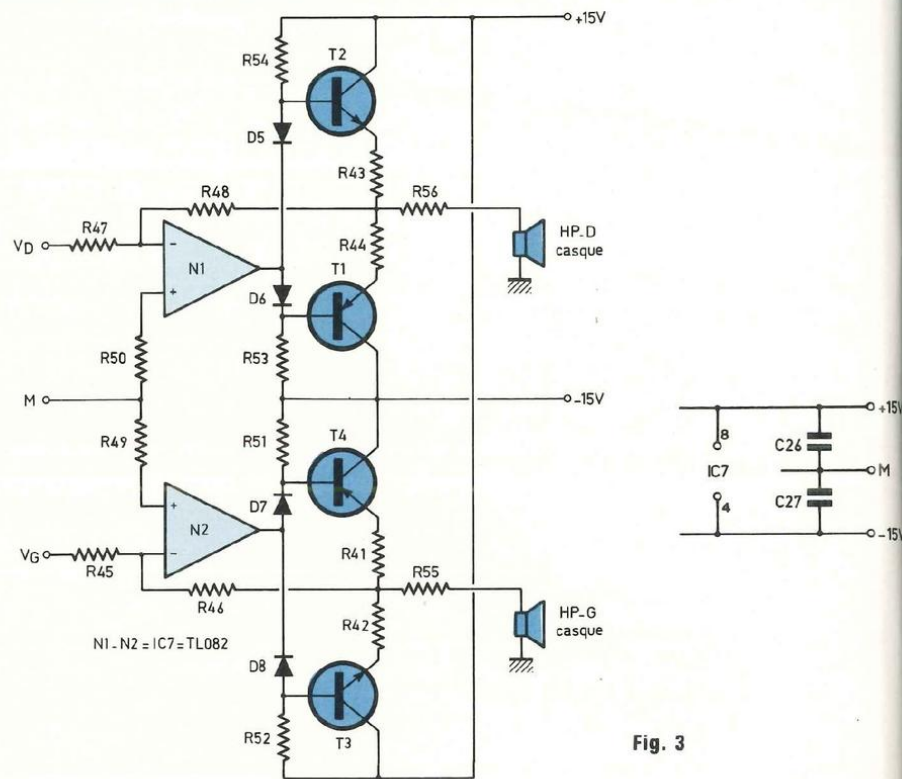 +15V
R54
T2
D5
R43
R48
R56
R47
VD
N1
R44
HP-D
casque
T1
D6
R50
R53
M
-15V
R49
R51
T4
+15V
8
C26
IC7
M
D7
4
C27
N2
-15V
VG
R45
R41
R55
R46
HP-G
casque
R42
N1-N2=IC7=TL082
D8
R52
T3
Fig. 3